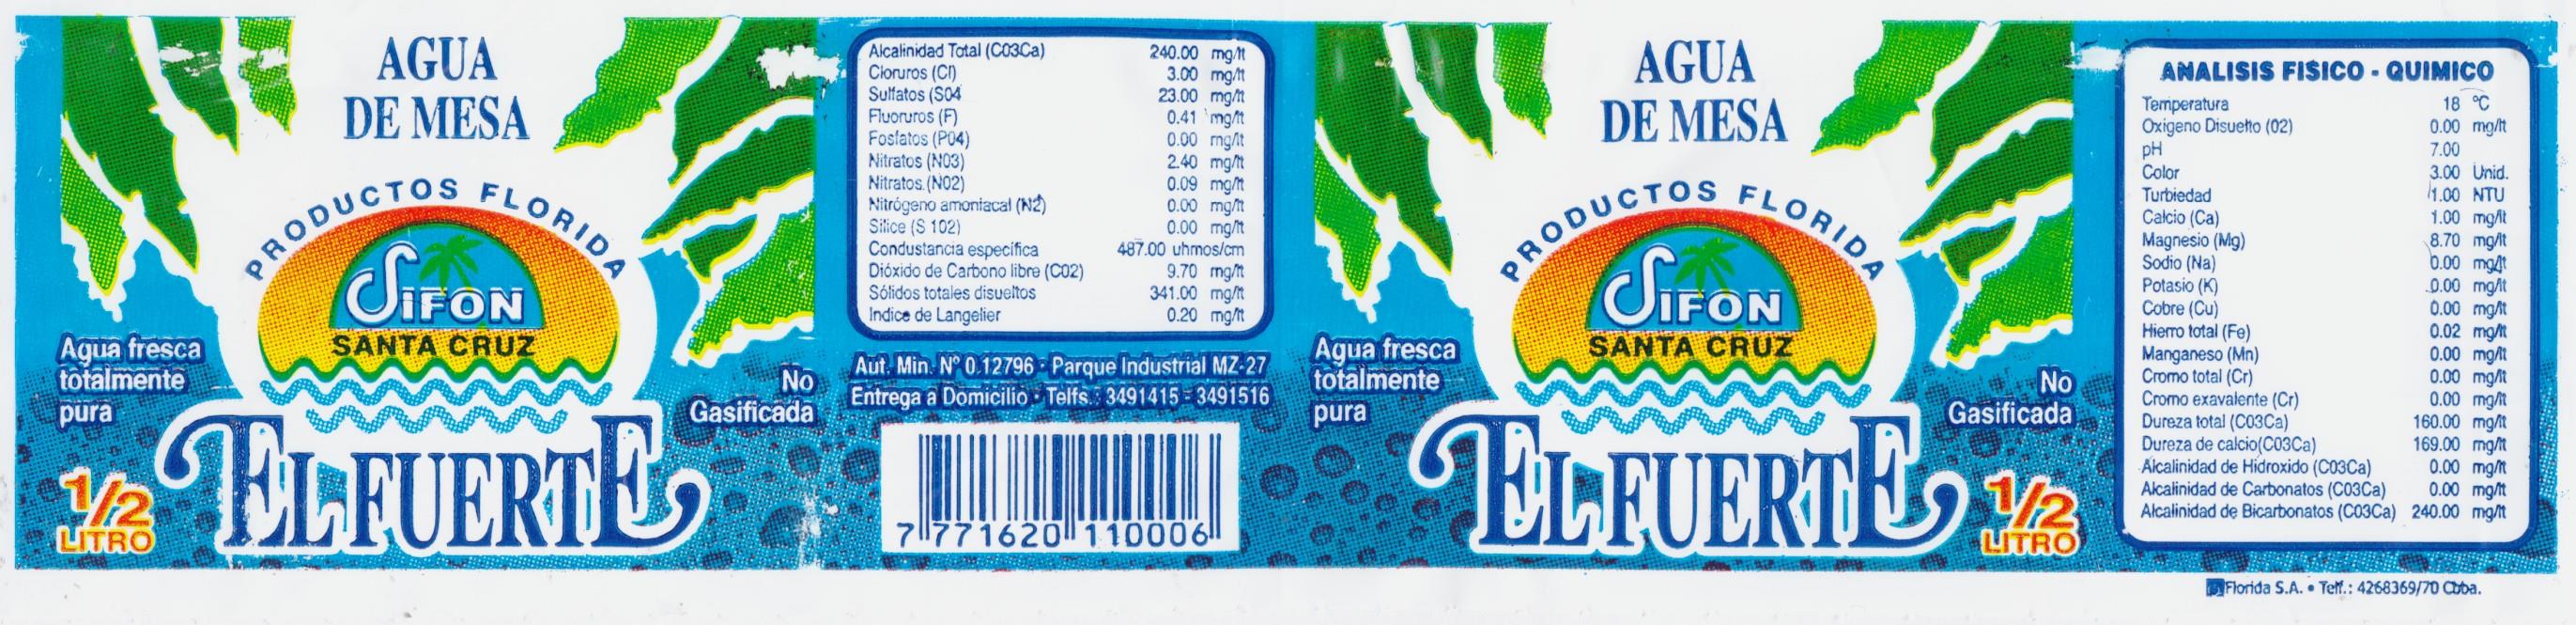 AGUA
DE MESA
PRODUCTOS FLORIDA
SIFON
SANTA CRUZ
Agua fresca
totalmente
pura
No
Gasificada
EL FUERTE
1/2
LITRO
Alcalinidad Total (C03Ca) 240.00 mg/lt
Cloruros (Cl) 3.00 mg/lt
Sulfatos (S04 23.00 mg/lt
Fluoruros (F) 0.41 mg/lt
Fosfatos (P04) 0.00 mg/lt
Nitratos (N03) 2.40 mg/lt
Nitratos.(N02) 0.09 mg/lt
Nitrógeno amoniacal (N2) 0.00 mg/lt
Silice (S 102) 0.00 mg/lt
Condustancia específica 487.00 uhmos/cm
Dióxido de Carbono libre (C02) 9.70 mg/lt
Sólidos totales disueltos 341.00 mg/lt
Indice de Langelier 0.20 mg/lt
Aut. Min. Nº 0.12796 - Parque Industrial MZ-27
Entrega a Domicilio • Telfs.: 3491415 - 3491516
7 771620 110006
AGUA
DE MESA
PRODUCTOS FLORIDA
SIFON
SANTA CRUZ
Agua fresca
totalmente
pura
No
Gasificada
EL FUERTE
1/2
LITRO
ANALISIS FISICO - QUIMICO
Temperatura 18 ºC
Oxigeno Disuelto (02) 0.00 mg/lt
pH 7.00
Color 3.00 Unid.
Turbiedad 1.00 NTU
Calcio (Ca) 1.00 mg/lt
Magnesio (Mg) 8.70 mg/lt
Sodio (Na) 0.00 mg/lt
Potasio (K) 0.00 mg/lt
Cobre (Cu) 0.00 mg/lt
Hierro total (Fe) 0.02 mg/lt
Manganeso (Mn) 0.00 mg/lt
Cromo total (Cr) 0.00 mg/lt
Cromo exavalente (Cr) 0.00 mg/lt
Dureza total (C03Ca) 160.00 mg/lt
Dureza de calcio(C03Ca) 169.00 mg/lt
Alcalinidad de Hidroxido (C03Ca) 0.00 mg/lt
Alcalinidad de Carbonatos (C03Ca) 0.00 mg/lt
Alcalinidad de Bicarbonatos (C03Ca) 240.00 mg/lt
Florida S.A. • Telf.: 4268369/70 Cbba.